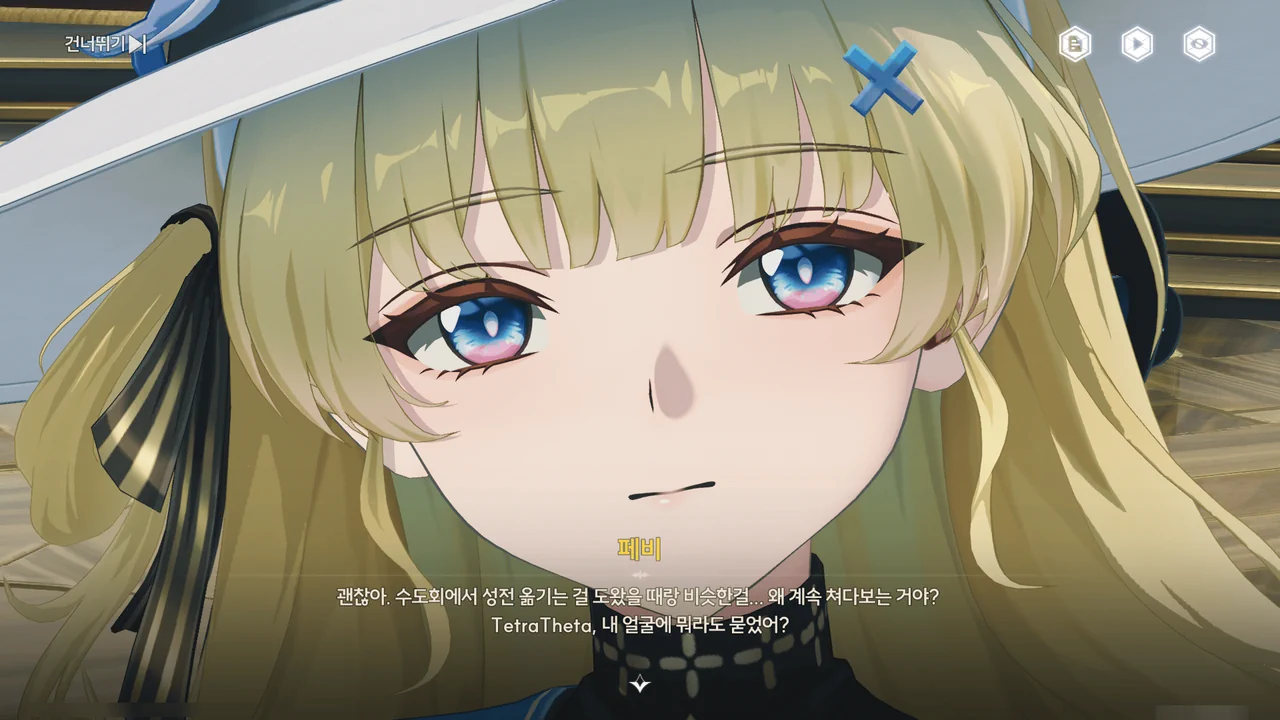 건너뛰기
페비
괜찮아. 수도회에서 성전 옮기는 걸 도왔을 때랑 비슷한걸... 왜 계속 쳐다보는 거야?
TetraTheta, 내 얼굴에 뭐라도 묻었어?